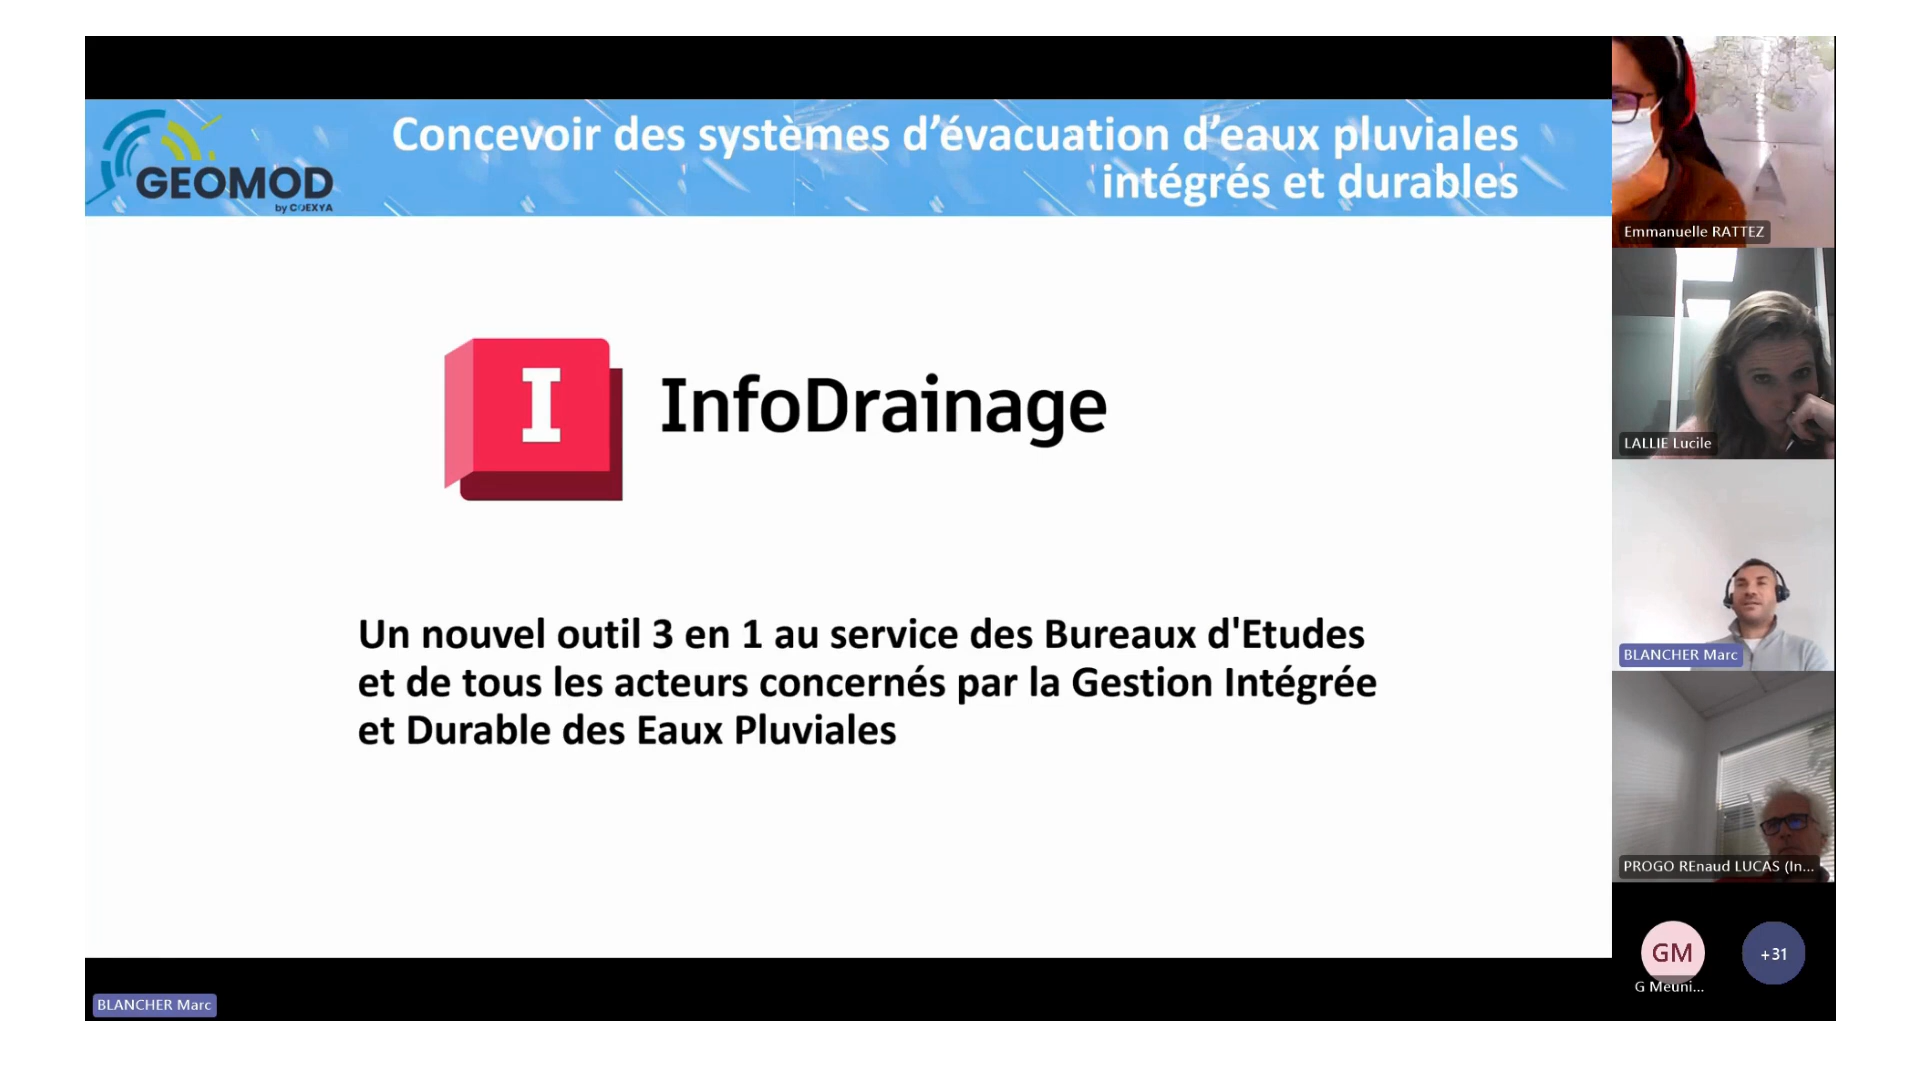 Concevoir des systèmes d’évacuation d’eaux pluviales
intégrés et durables
GEOMOD
by COEXYA
I
InfoDrainage
Un nouvel outil 3 en 1 au service des Bureaux d'Etudes
et de tous les acteurs concernés par la Gestion Intégrée
et Durable des Eaux Pluviales
BLANCHER Marc
Emmanuelle RATTEZ
LALLIE Lucile
BLANCHER Marc
PROGO REnaud LUCAS (In...
GM
G Meuni...
+31